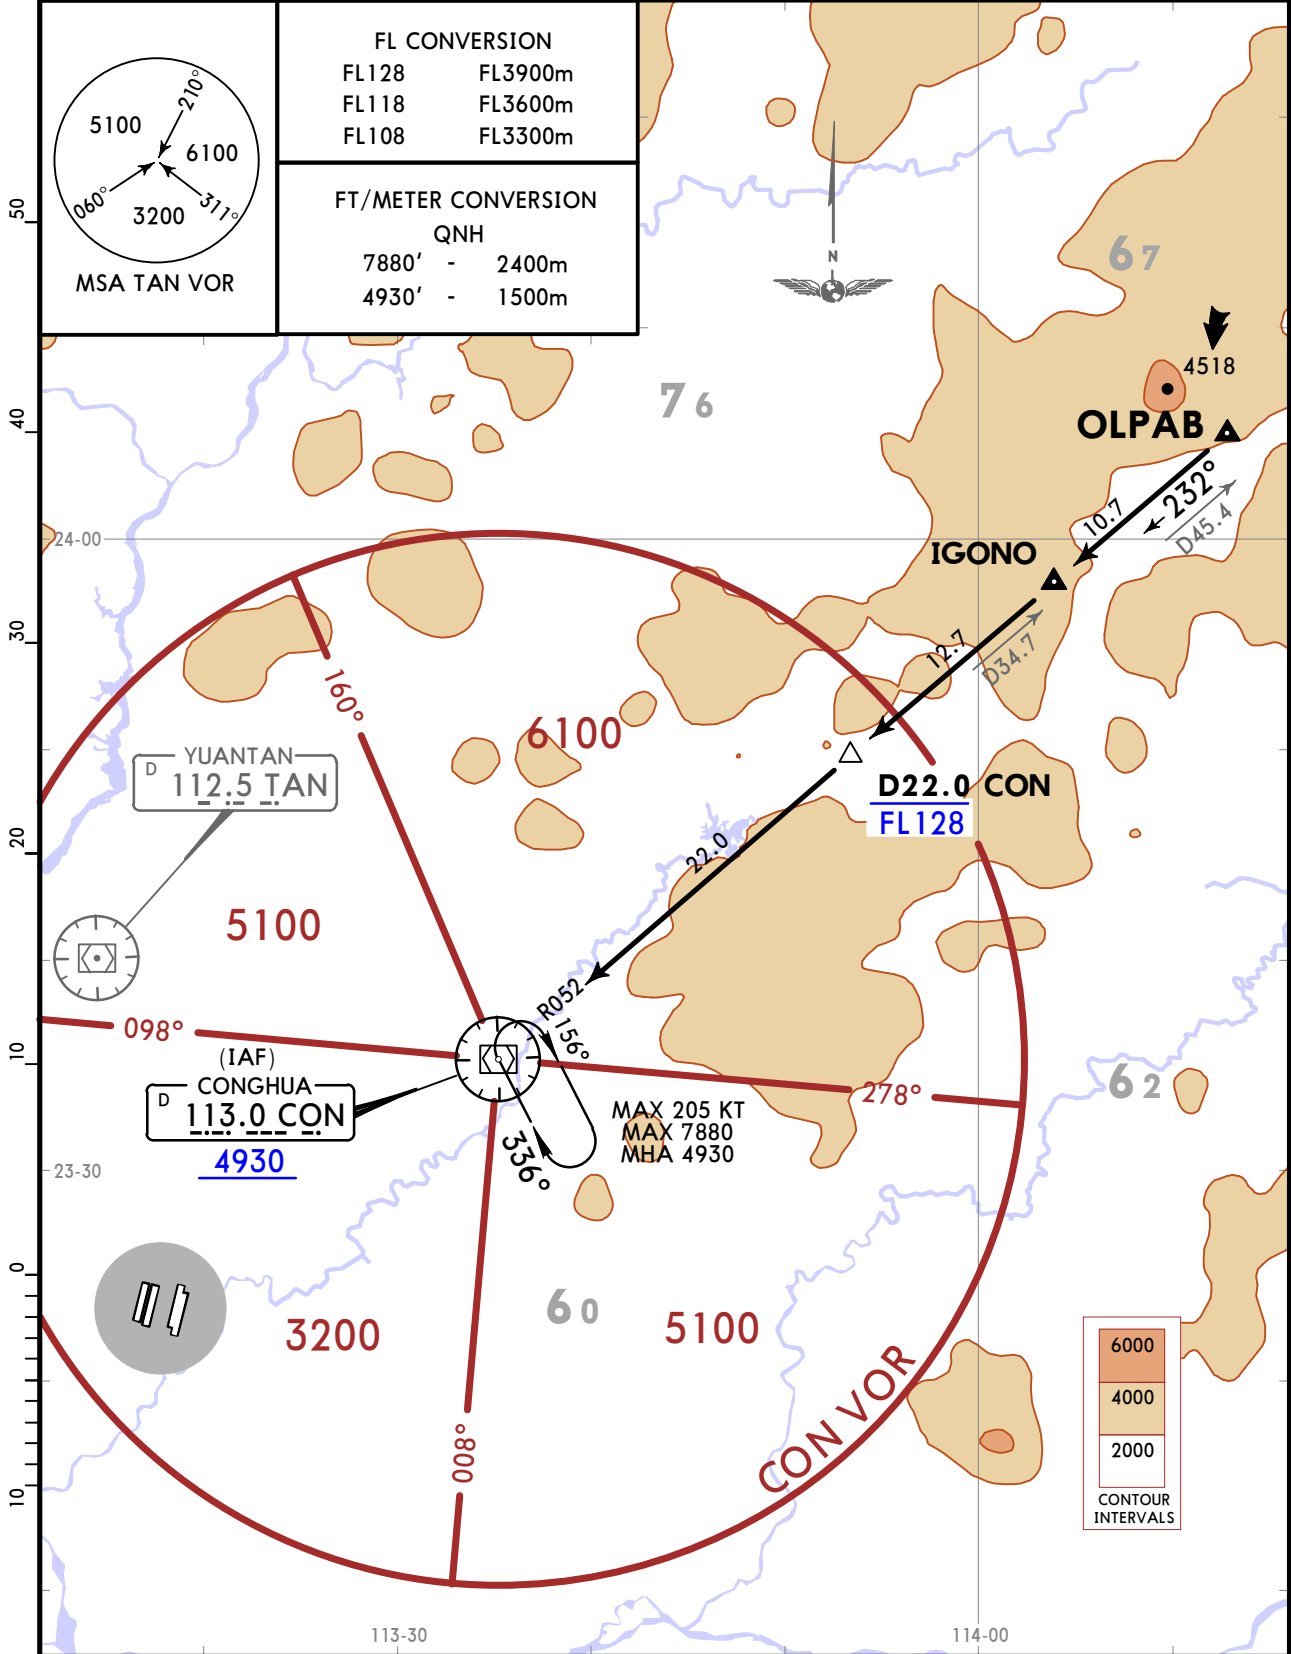 FL CONVERSION
FL128 FL3900m
FL118 FL3600m
FL108 FL3300m
FT/METER CONVERSION
QNH
7880' - 2400m
4930' - 1500m
210°
5100
6100
060°
3200
311°
MSA TAN VOR
50
40
30
20
10
0
10
N
67
76
4518
OLPAB
232°
10.7
D45.4
24-00
IGONO
12.7
D34.7
160°
6100
YUANTAN
D 112.5 TAN
D22.0 CON
FL128
22.0
5100
R052
156°
098°
(IAF)
CONGHUA
D 113.0 CON
4930
278°
62
MAX 205 KT
MAX 7880
MHA 4930
336°
23-30
60
3200
5100
6000
4000
2000
CONTOUR
INTERVALS
CON VOR
008°
113-30
114-00